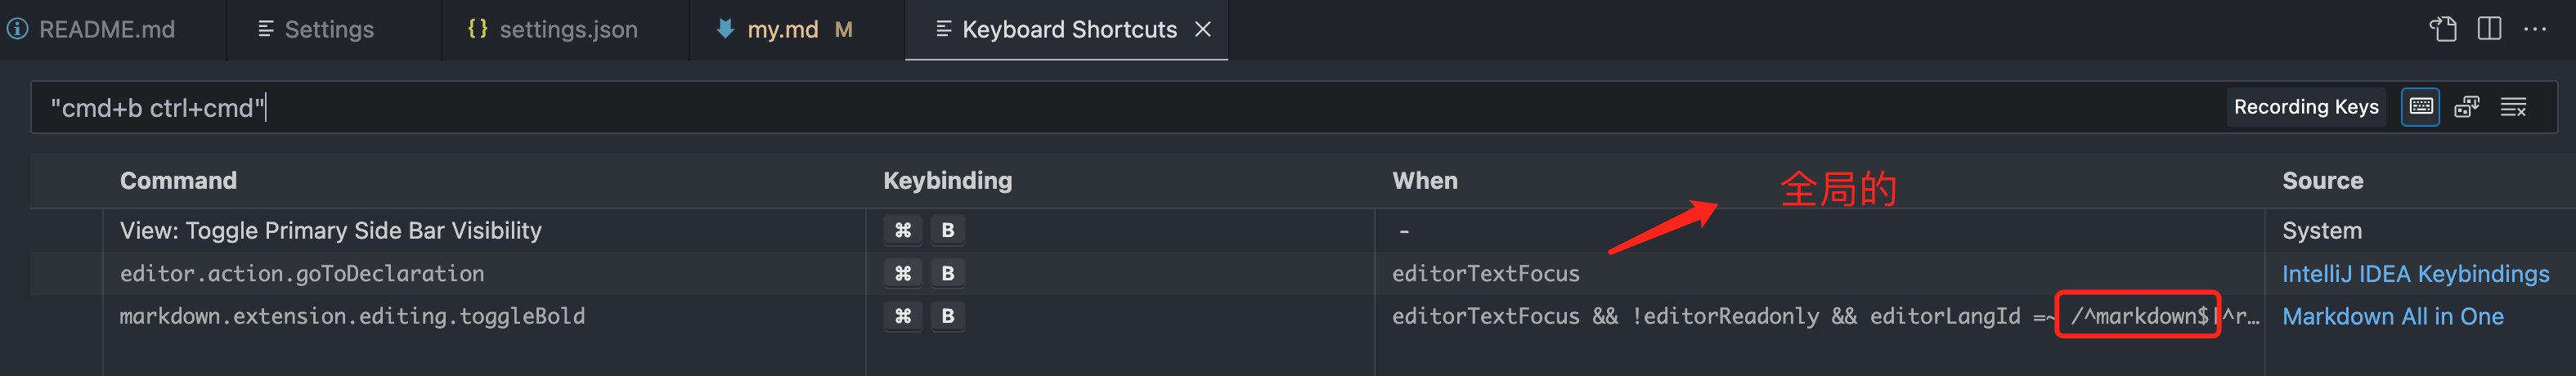 README.md Settings {} settings.json my.md M Keyboard Shortcuts
"cmd+b ctrl+cmd" Recording Keys
全局的
Command Keybinding When Source
View: Toggle Primary Side Bar Visibility ⌘ B - System
editor.action.goToDeclaration ⌘ B editorTextFocus IntelliJ IDEA Keybindings
markdown.extension.editing.toggleBold ⌘ B editorTextFocus && !editorReadonly && editorLangId =~ /^markdown$|^r… Markdown All in One